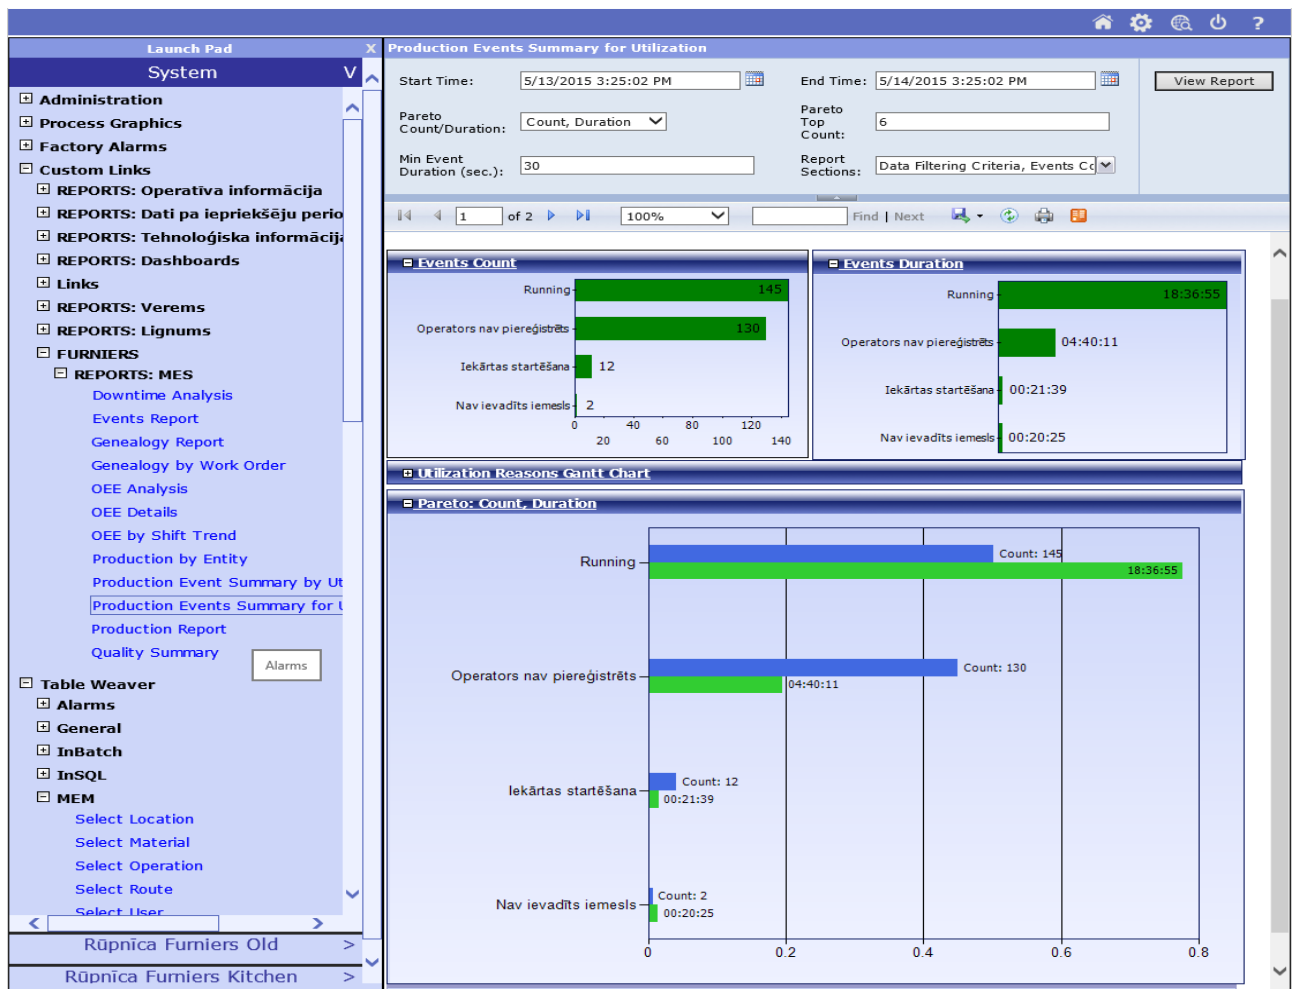 ?
Launch Pad X
System V
Administration
Process Graphics
Factory Alarms
Custom Links
REPORTS: Operatīva informācija
REPORTS: Dati pa iepriekšēju perio
REPORTS: Tehnoloģiska informācij
REPORTS: Dashboards
Links
REPORTS: Verems
REPORTS: Lignums
FURNIERS
REPORTS: MES
Downtime Analysis
Events Report
Genealogy Report
Genealogy by Work Order
OEE Analysis
OEE Details
OEE by Shift Trend
Production by Entity
Production Event Summary by Ut
Production Events Summary for U
Production Report
Quality Summary
Alarms
Table Weaver
Alarms
General
InBatch
InSQL
MEM
Select Location
Select Material
Select Operation
Select Route
Select User
Rūpnīca Furniers Old >
Rūpnīca Furniers Kitchen >
Production Events Summary for Utilization
Start Time: 5/13/2015 3:25:02 PM End Time: 5/14/2015 3:25:02 PM View Report
Pareto Count/Duration: Count, Duration Pareto Top Count: 6
Min Event Duration (sec.): 30 Report Sections: Data Filtering Criteria, Events Co
1 of 2 100% Find | Next
Events Count
Running 145
Operators nav piereģistrēts 130
Iekārtas startēšana 12
Nav ievadīts iemesls 2
0 40 80 120
20 60 100 140
Events Duration
Running 18:36:55
Operators nav piereģistrēts 04:40:11
Iekārtas startēšana 00:21:39
Nav ievadīts iemesls 00:20:25
Utilization Reasons Gantt Chart
Pareto: Count, Duration
Running Count: 145
18:36:55
Operators nav piereģistrēts Count: 130
04:40:11
Iekārtas startēšana Count: 12
00:21:39
Nav ievadīts iemesls Count: 2
00:20:25
0 0.2 0.4 0.6 0.8